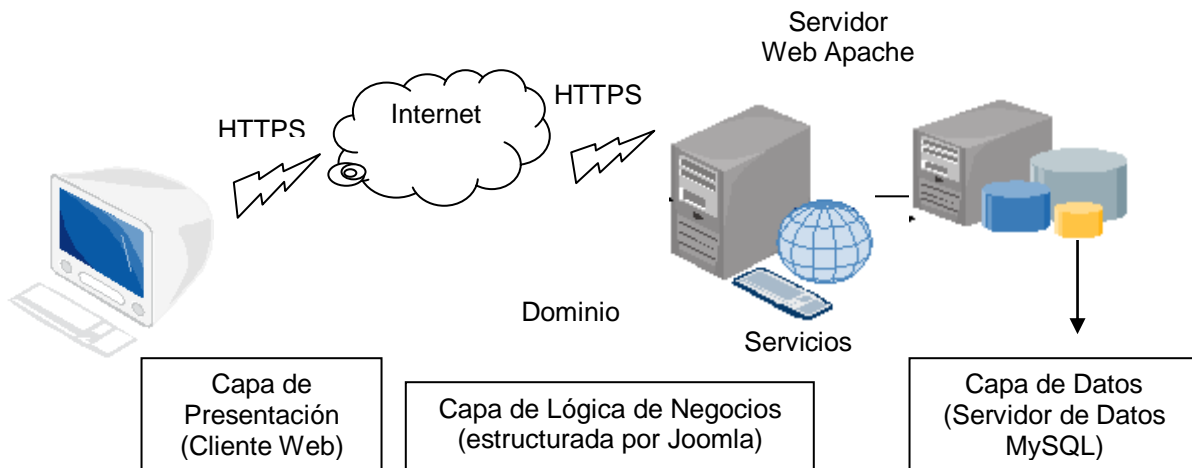 Servidor
Web Apache
HTTPS
Internet
HTTPS
Dominio
Servicios
Capa de
Presentación
(Cliente Web)
Capa de Lógica de Negocios
(estructurada por Joomla)
Capa de Datos
(Servidor de Datos
MySQL)